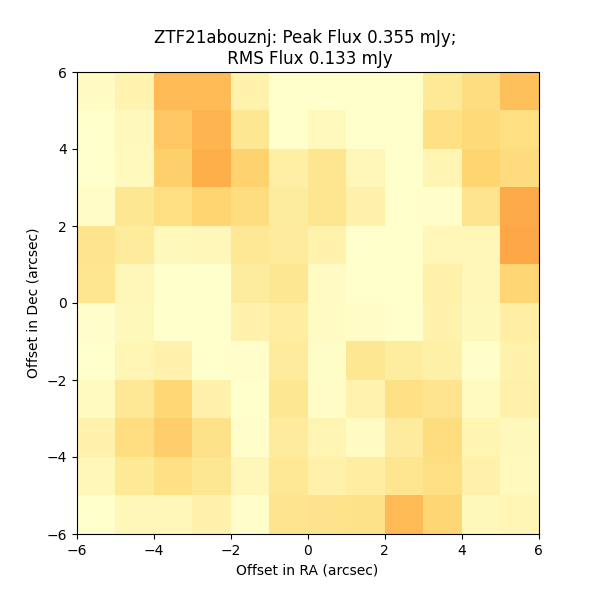 ZTF21abouznj: Peak Flux 0.355 mJy;
RMS Flux 0.133 mJy
6
4
2
0
−2
−4
−6
Offset in Dec (arcsec)
−6 −4 −2 0 2 4 6
Offset in RA (arcsec)